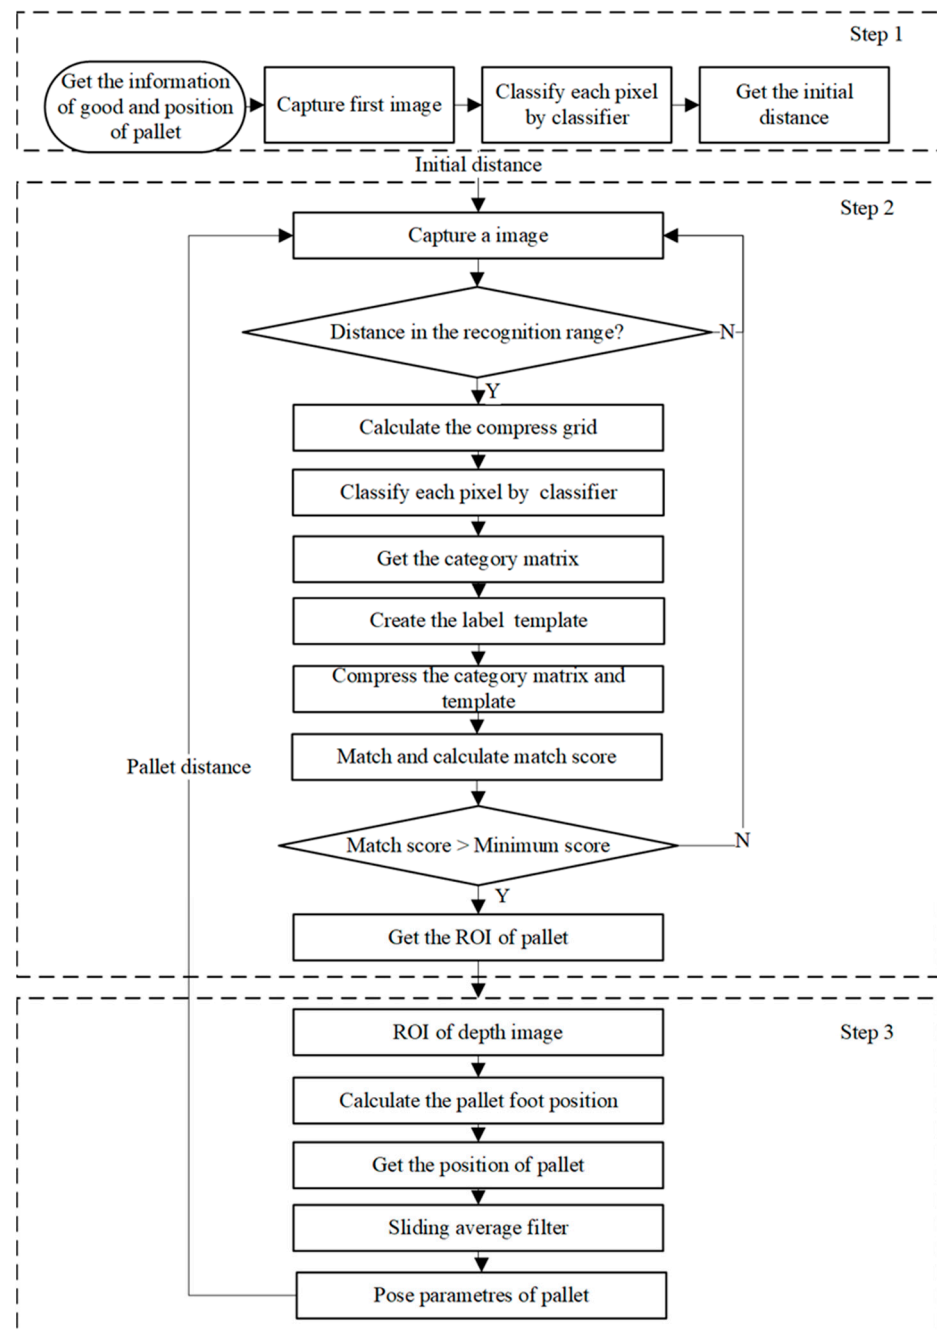 Step 1
Get the information
of good and position
of pallet
Capture first image
Classify each pixel
by classifier
Get the initial
distance
Initial distance
Step 2
Capture a image
Distance in the recognition range?
N
Y
Calculate the compress grid
Classify each pixel by classifier
Get the category matrix
Create the label template
Compress the category matrix and
template
Match and calculate match score
Pallet distance
Match score > Minimum score
N
Y
Get the ROI of pallet
Step 3
ROI of depth image
Calculate the pallet foot position
Get the position of pallet
Sliding average filter
Pose parametres of pallet